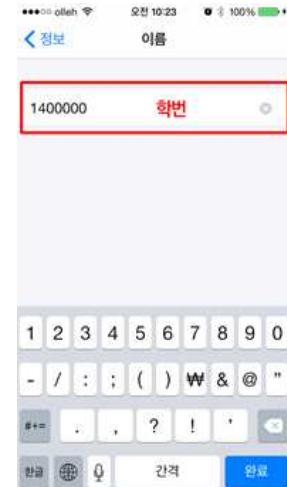 olleh 오전 10:23 100%
정보 이름
1400000 학번
1 2 3 4 5 6 7 8 9 0
- / : ; ( ) ₩ & @ "
#+= . , ? ! '
한글 간격 완료